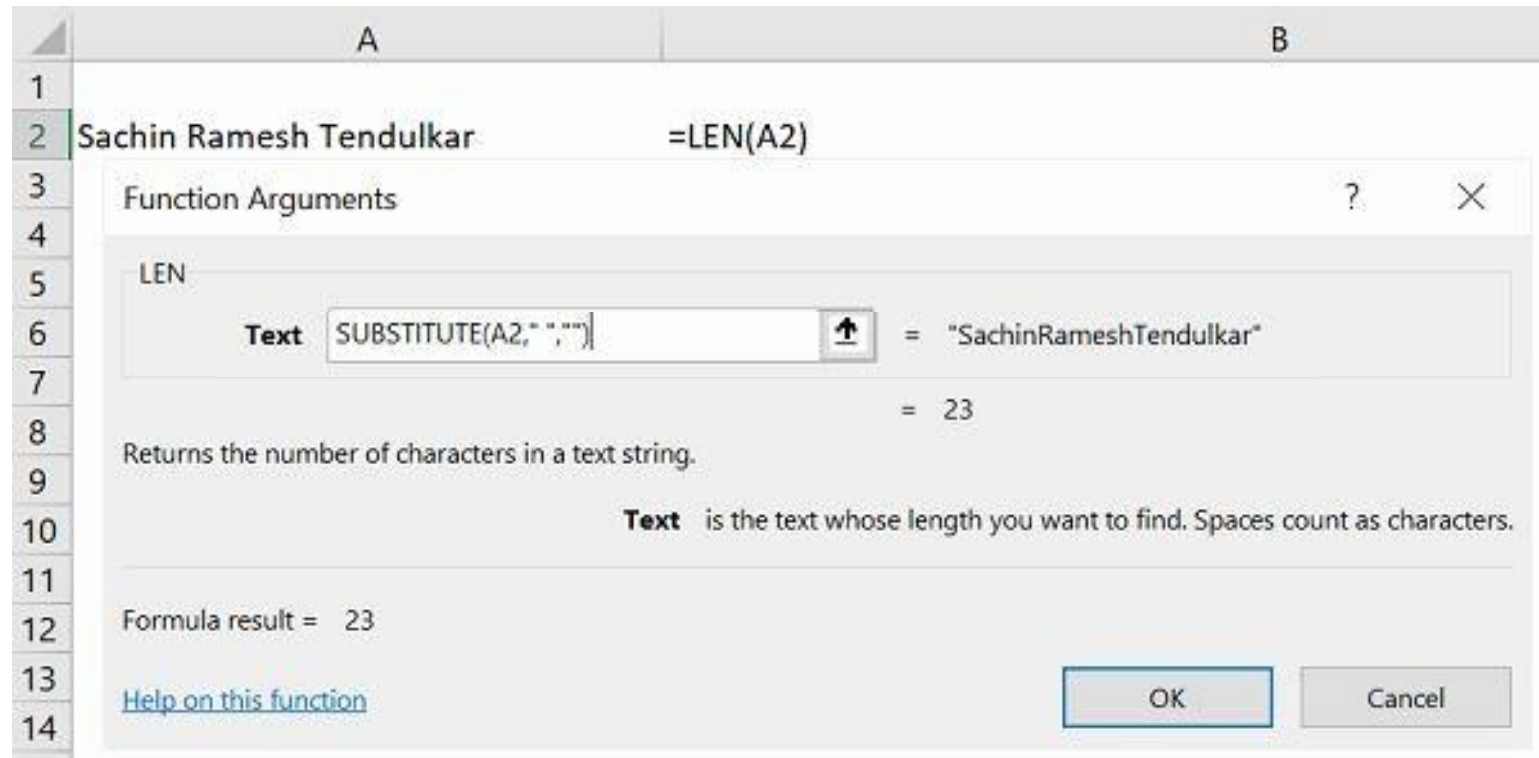 A B
1
2 Sachin Ramesh Tendulkar =LEN(A2)
3 Function Arguments ? ×
4
5 LEN
6 Text SUBSTITUTE(A2," ","") = "SachinRameshTendulkar"
7
= 23
8
Returns the number of characters in a text string.
9
10 Text is the text whose length you want to find. Spaces count as characters.
11
12 Formula result = 23
13 Help on this function OK Cancel
14